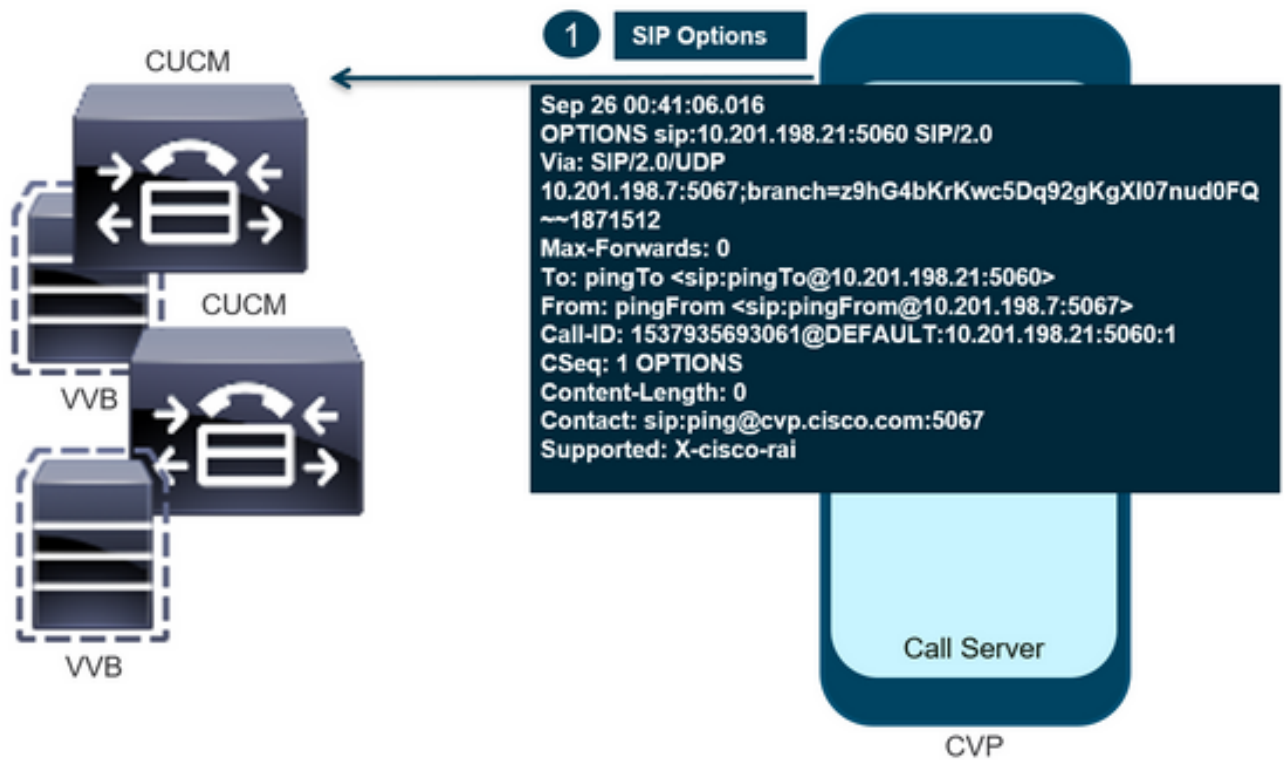 1 SIP Options
CUCM
Sep 26 00:41:06.016
OPTIONS sip:10.201.198.21:5060 SIP/2.0
Via: SIP/2.0/UDP
10.201.198.7:5067;branch=z9hG4bKrKwc5Dq92gKgXI07nud0FQ
~~1871512
Max-Forwards: 0
To: pingTo <sip:pingTo@10.201.198.21:5060>
From: pingFrom <sip:pingFrom@10.201.198.7:5067>
Call-ID: 1537935693061@DEFAULT:10.201.198.21:5060:1
CSeq: 1 OPTIONS
Content-Length: 0
Contact: sip:ping@cvp.cisco.com:5067
Supported: X-cisco-rai
CUCM
VVB
VVB
Call Server
CVP